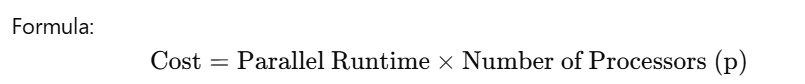 Formula:
Cost = Parallel Runtime × Number of Processors (p)